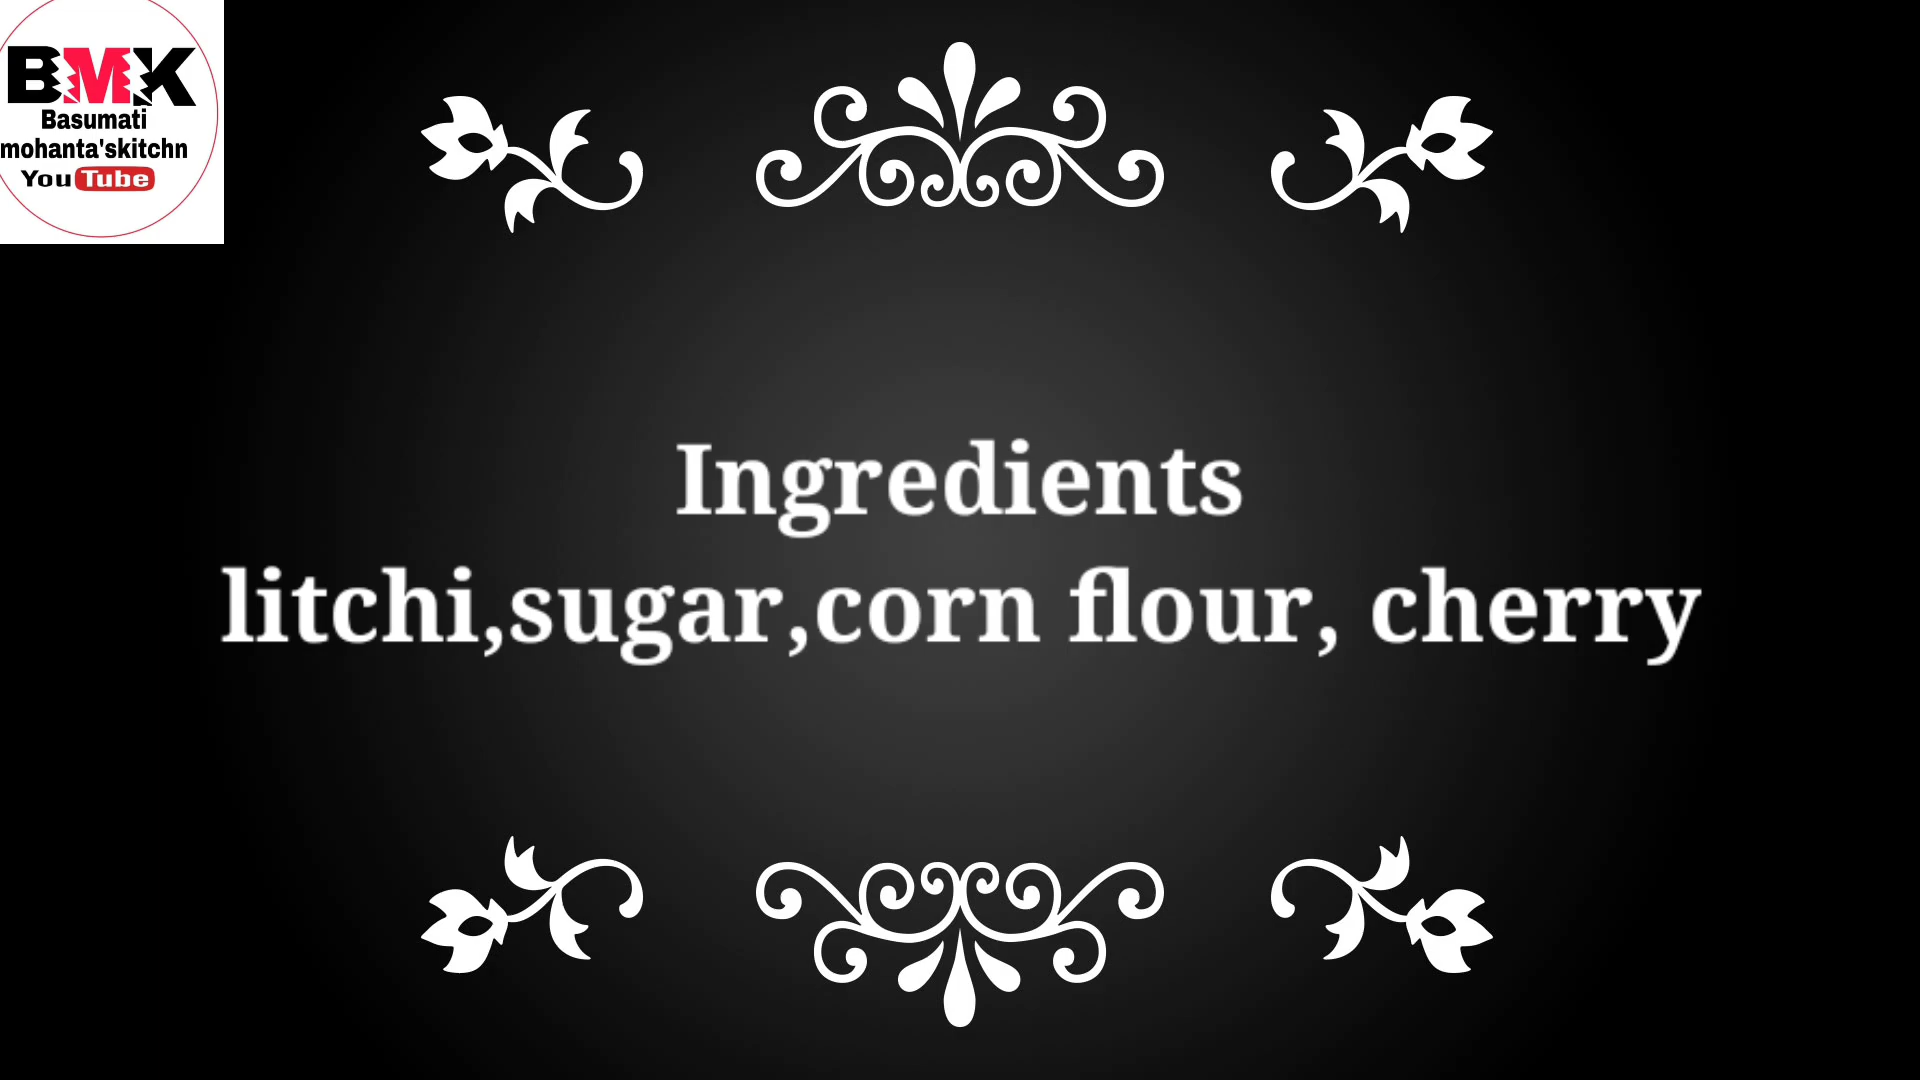 BMK
Basumati
mohanta'skitchn
YouTube
Ingredients
litchi,sugar,corn flour, cherry